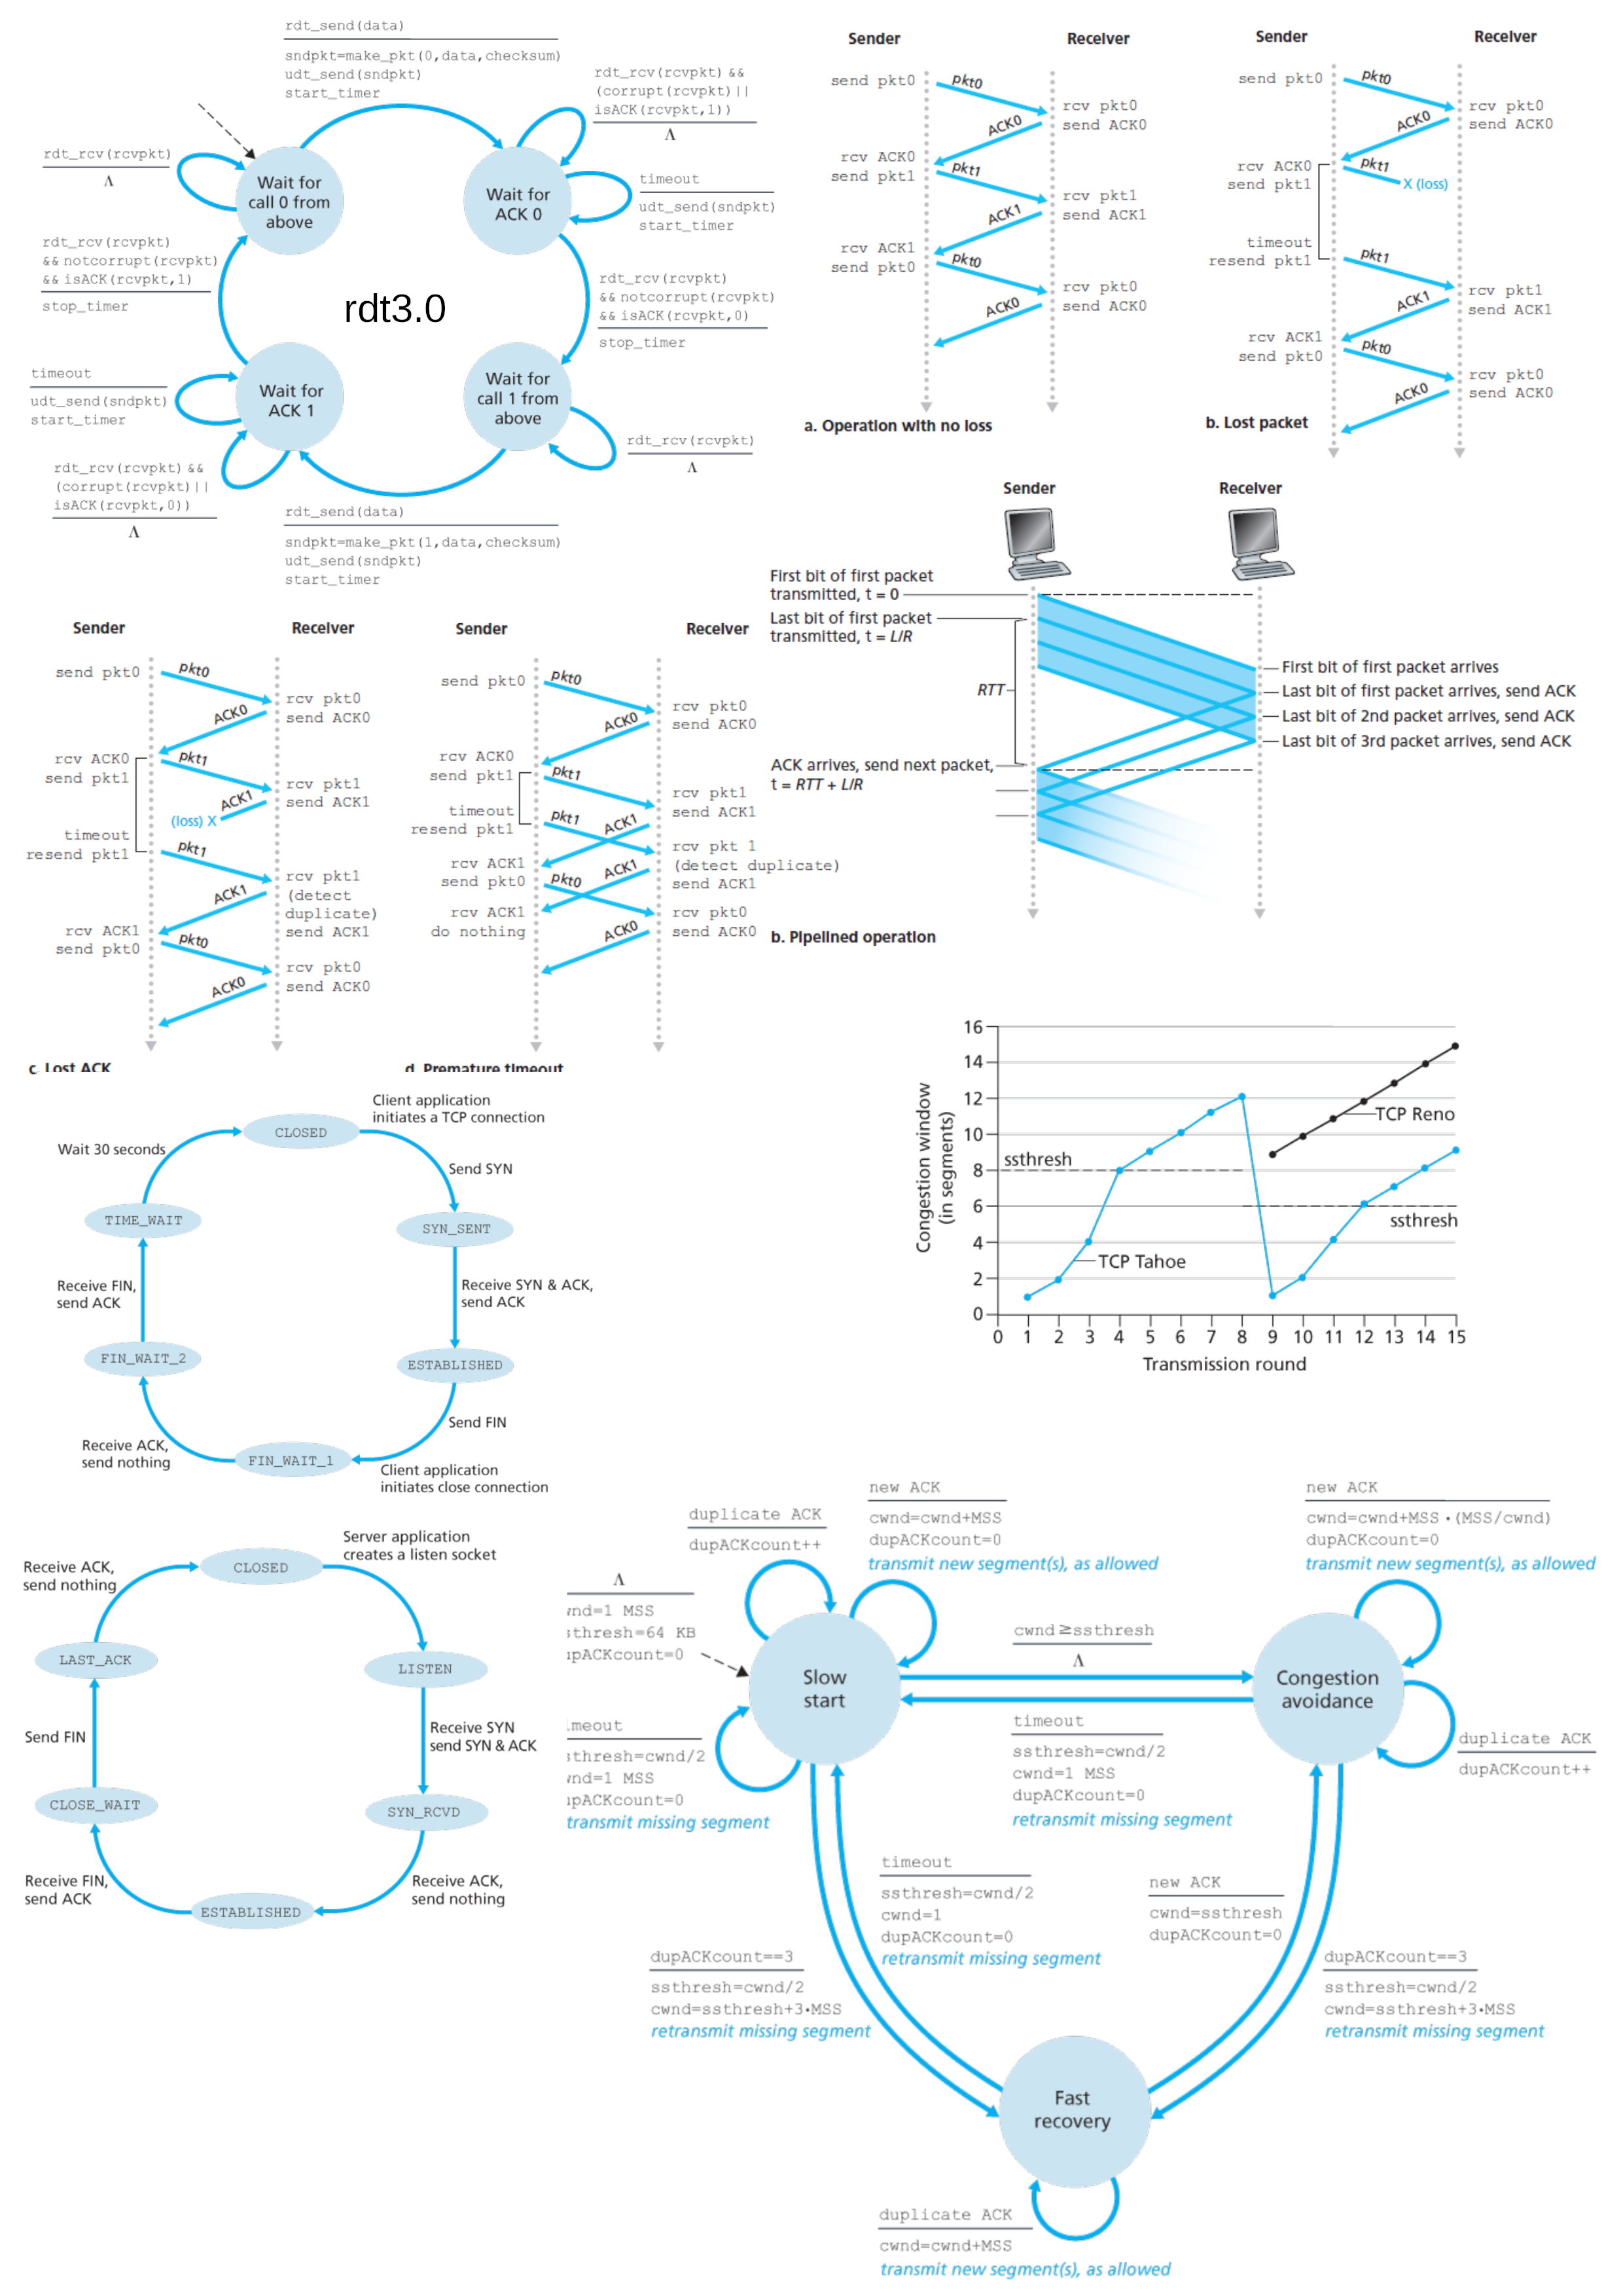 rdt_send(data)
sndpkt=make_pkt(0,data,checksum)
udt_send(sndpkt)
start_timer
rdt_rcv(rcvpkt) &&
(corrupt(rcvpkt)||
isACK(rcvpkt,1))
Λ
rdt_rcv(rcvpkt)
Λ
Wait for
call 0 from
above
Wait for
ACK 0
timeout
udt_send(sndpkt)
start_timer
rdt_rcv(rcvpkt)
&& notcorrupt(rcvpkt)
&& isACK(rcvpkt,1)
stop_timer
rdt3.0
rdt_rcv(rcvpkt)
&& notcorrupt(rcvpkt)
&& isACK(rcvpkt,0)
stop_timer
timeout
udt_send(sndpkt)
start_timer
Wait for
ACK 1
Wait for
call 1 from
above
rdt_rcv(rcvpkt)
Λ
rdt_rcv(rcvpkt) &&
(corrupt(rcvpkt)||
isACK(rcvpkt,0))
Λ
rdt_send(data)
sndpkt=make_pkt(1,data,checksum)
udt_send(sndpkt)
start_timer
Sender
Receiver
send pkt0
pkt0
rcv pkt0
send ACK0
ACK0
rcv ACK0
send pkt1
pkt1
rcv pkt1
send ACK1
ACK1
rcv ACK1
send pkt0
pkt0
rcv pkt0
send ACK0
ACK0
a. Operation with no loss
Sender
Receiver
send pkt0
pkt0
rcv pkt0
send ACK0
ACK0
rcv ACK0
send pkt1
pkt1
X (loss)
timeout
resend pkt1
pkt1
rcv pkt1
send ACK1
ACK1
rcv ACK1
send pkt0
pkt0
rcv pkt0
send ACK0
ACK0
b. Lost packet
Sender
Receiver
send pkt0
pkt0
rcv pkt0
send ACK0
ACK0
rcv ACK0
send pkt1
pkt1
rcv pkt1
send ACK1
ACK1
(loss) X
timeout
resend pkt1
pkt1
rcv pkt1
(detect
duplicate)
send ACK1
ACK1
rcv ACK1
send pkt0
pkt0
rcv pkt0
send ACK0
ACK0
c. Lost ACK
Sender
Receiver
send pkt0
pkt0
rcv pkt0
send ACK0
ACK0
rcv ACK0
send pkt1
pkt1
rcv pkt1
send ACK1
timeout
resend pkt1
pkt1
ACK1
rcv pkt 1
(detect duplicate)
send ACK1
rcv ACK1
send pkt0
pkt0
ACK1
rcv ACK1
do nothing
rcv pkt0
send ACK0
ACK0
d. Premature timeout
Sender
Receiver
First bit of first packet
transmitted, t = 0
Last bit of first packet
transmitted, t = L/R
RTT
First bit of first packet arrives
Last bit of first packet arrives, send ACK
Last bit of 2nd packet arrives, send ACK
Last bit of 3rd packet arrives, send ACK
ACK arrives, send next packet,
t = RTT + L/R
b. Pipelined operation
Congestion window
(in segments)
16
14
12
10
8
6
4
2
0
ssthresh
TCP Reno
ssthresh
TCP Tahoe
0 1 2 3 4 5 6 7 8 9 10 11 12 13 14 15
Transmission round
Client application
initiates a TCP connection
CLOSED
Wait 30 seconds
Send SYN
TIME_WAIT
SYN_SENT
Receive FIN,
send ACK
Receive SYN & ACK,
send ACK
FIN_WAIT_2
ESTABLISHED
Send FIN
Receive ACK,
send nothing
FIN_WAIT_1
Client application
initiates close connection
Server application
creates a listen socket
CLOSED
Receive ACK,
send nothing
LAST_ACK
LISTEN
Send FIN
Receive SYN
send SYN & ACK
CLOSE_WAIT
SYN_RCVD
Receive FIN,
send ACK
Receive ACK,
send nothing
ESTABLISHED
duplicate ACK
dupACKcount++
new ACK
cwnd=cwnd+MSS
dupACKcount=0
transmit new segment(s), as allowed
new ACK
cwnd=cwnd+MSS •(MSS/cwnd)
dupACKcount=0
transmit new segment(s), as allowed
Λ
wnd=1 MSS
sthresh=64 KB
upACKcount=0
Slow
start
cwnd ≥ssthresh
Λ
Congestion
avoidance
imeout
sthresh=cwnd/2
wnd=1 MSS
upACKcount=0
transmit missing segment
timeout
ssthresh=cwnd/2
cwnd=1 MSS
dupACKcount=0
retransmit missing segment
duplicate ACK
dupACKcount++
timeout
ssthresh=cwnd/2
cwnd=1
dupACKcount=0
retransmit missing segment
new ACK
cwnd=ssthresh
dupACKcount=0
dupACKcount==3
ssthresh=cwnd/2
cwnd=ssthresh+3•MSS
retransmit missing segment
dupACKcount==3
ssthresh=cwnd/2
cwnd=ssthresh+3•MSS
retransmit missing segment
Fast
recovery
duplicate ACK
cwnd=cwnd+MSS
transmit new segment(s), as allowed